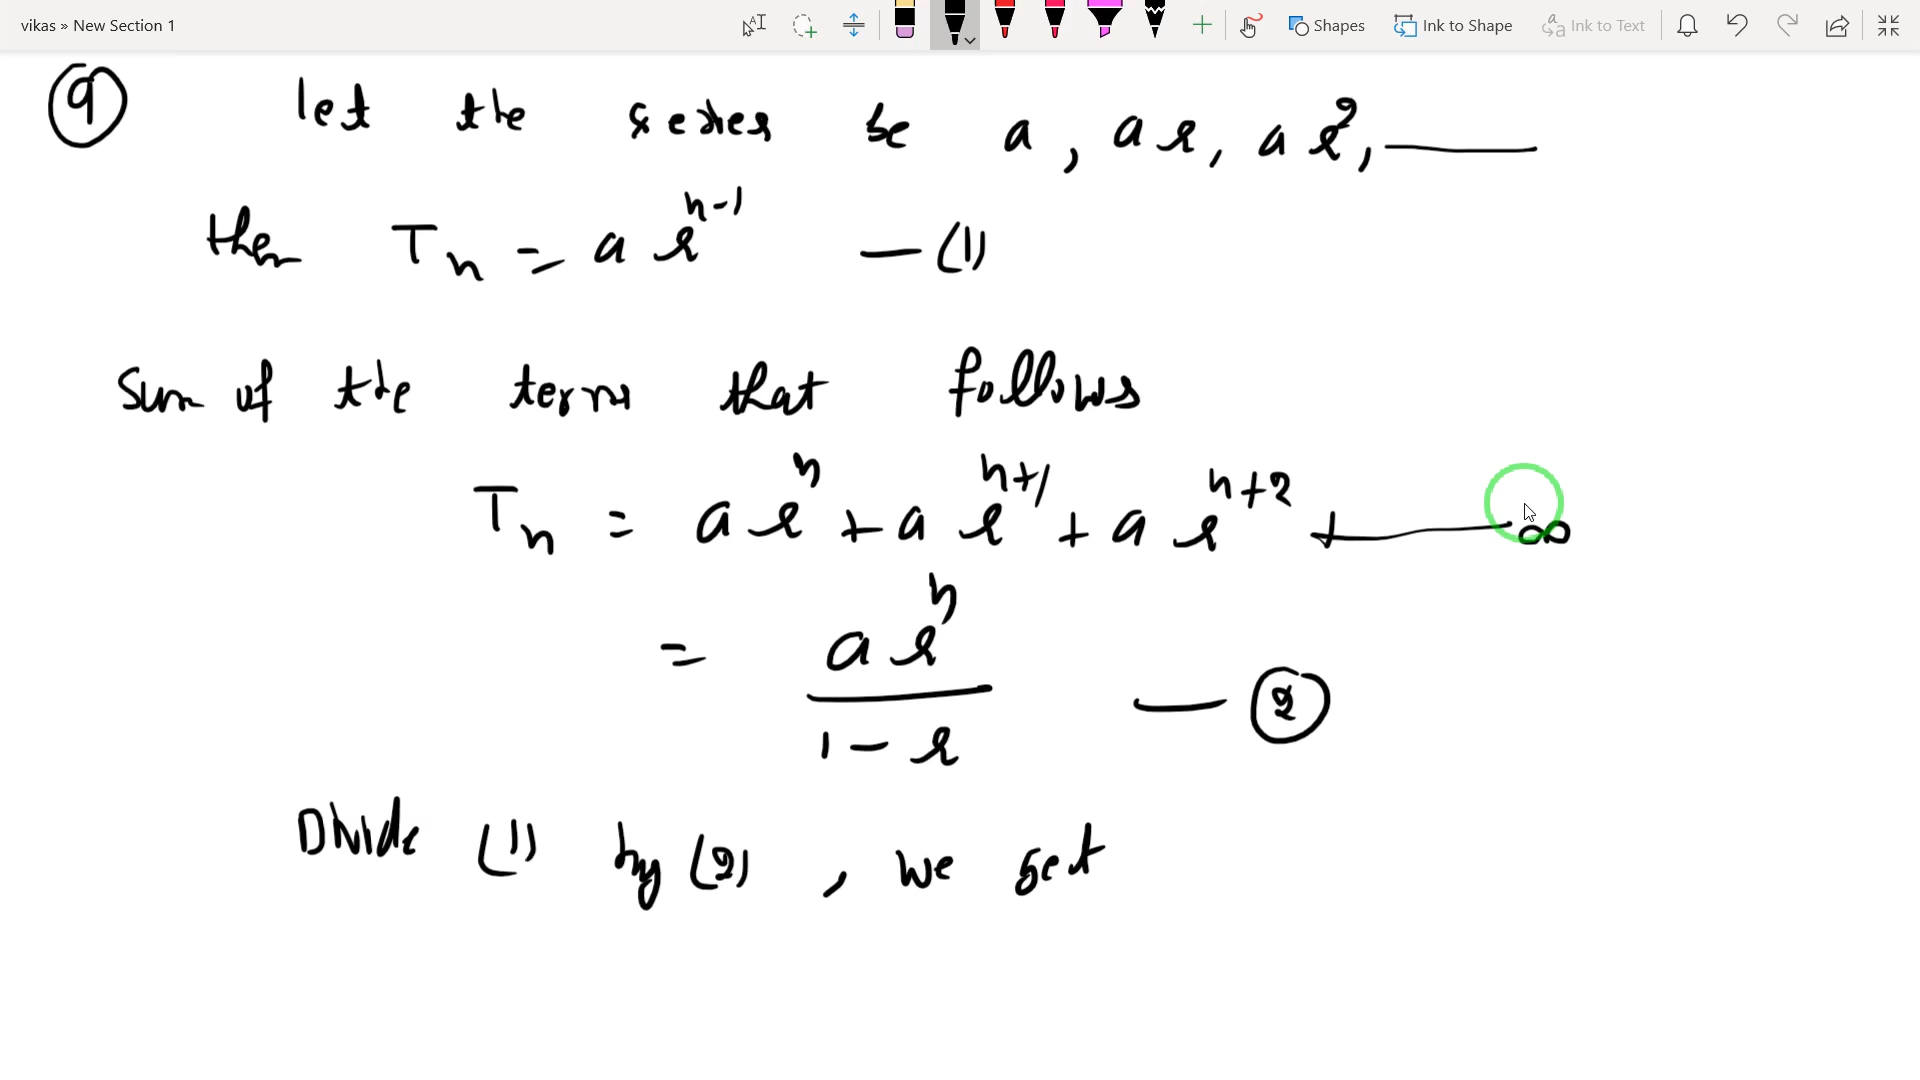 vikas » New Section 1 Shapes Ink to Shape Ink to Text
9 let the series be a, ar, ar²,———
then Tn = ar^(n-1) —(1)
Sum of the terms that follows
Tn = ar^n + ar^(n+1) + ar^(n+2) + ——— ∞
= ar^n / (1 - r) — 2
Divide (1) by (2), we get